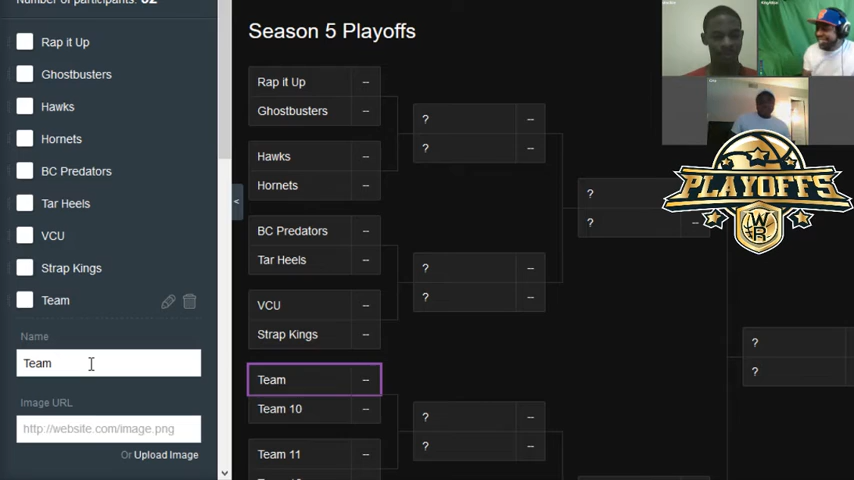 Number of participants: 32
Rap it Up
Ghostbusters
Hawks
Hornets
BC Predators
Tar Heels
VCU
Strap Kings
Team
Name
Team
Image URL
http://website.com/image.png
Or Upload Image
<
Season 5 Playoffs
Rap it Up --
Ghostbusters --
Hawks --
Hornets --
BC Predators --
Tar Heels --
VCU --
Strap Kings --
Team --
Team 10 --
Team 11 --
? --
? --
? --
? --
? --
? --
?
? --
?
?
PLAYOFFS
WR